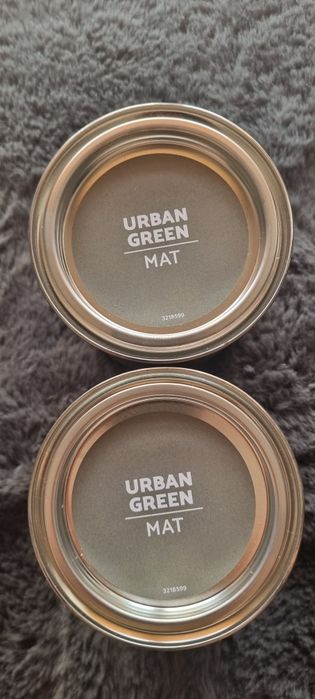 URBAN
GREEN
MAT
3218599
URBAN
GREEN
MAT
3218599